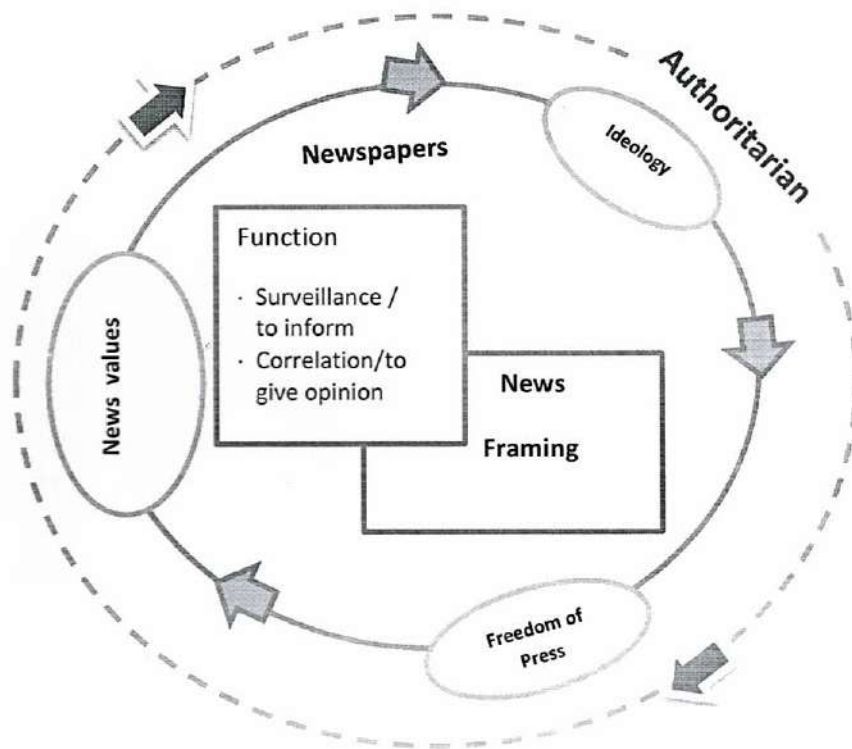 Authoritarian
Ideology
Newspapers
Function
· Surveillance /
to inform
· Correlation/to
give opinion
News values
News
Framing
Freedom of
Press